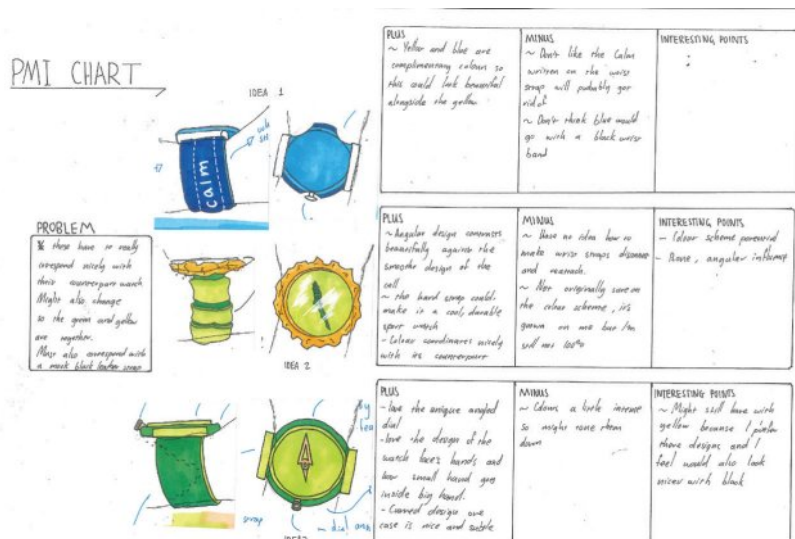 PMI CHART
IDEA 1
calm
PROBLEM
these have to really
correspond nicely with
their counterpart watch
Might also change
so the green and yellow
are together.
Must also correspond with
a black leather
PLUS
~ Yellow and blue are
complimentary colours so
this could look beautiful
alongside the yellow
MINUS
~ Don't like the Calm
written on the wrist
strap will probably get
rid of
~ Don't think blue would
go with a black wrist
band
INTERESTING POINTS
IDEA 2
PLUS
~ Angular design contrasts
beautifully against the
smooth design of the
~ the hard strap could
make it a cool, durable
sport watch
- Colour coordinates nicely
with its counterpart
MINUS
~ Have no idea how to
make wrist straps disconnect
and reattach.
~ Not originally sure on
the colour scheme, it's
grown on me but I'm
still not 100%
INTERESTING POINTS
- Colour scheme
- angular
strap
dial
PLUS
- love the unique angled
dial
- love the design of the
watch face's hands and
how small hand goes
inside big hand.
- Curved design
case is nice and subtle
MINUS
~ Colours a little intense
so might tone them
down
INTERESTING POINTS
~ Might still have with
yellow because I prefer
these designs and I
feel would also look
nicer with black